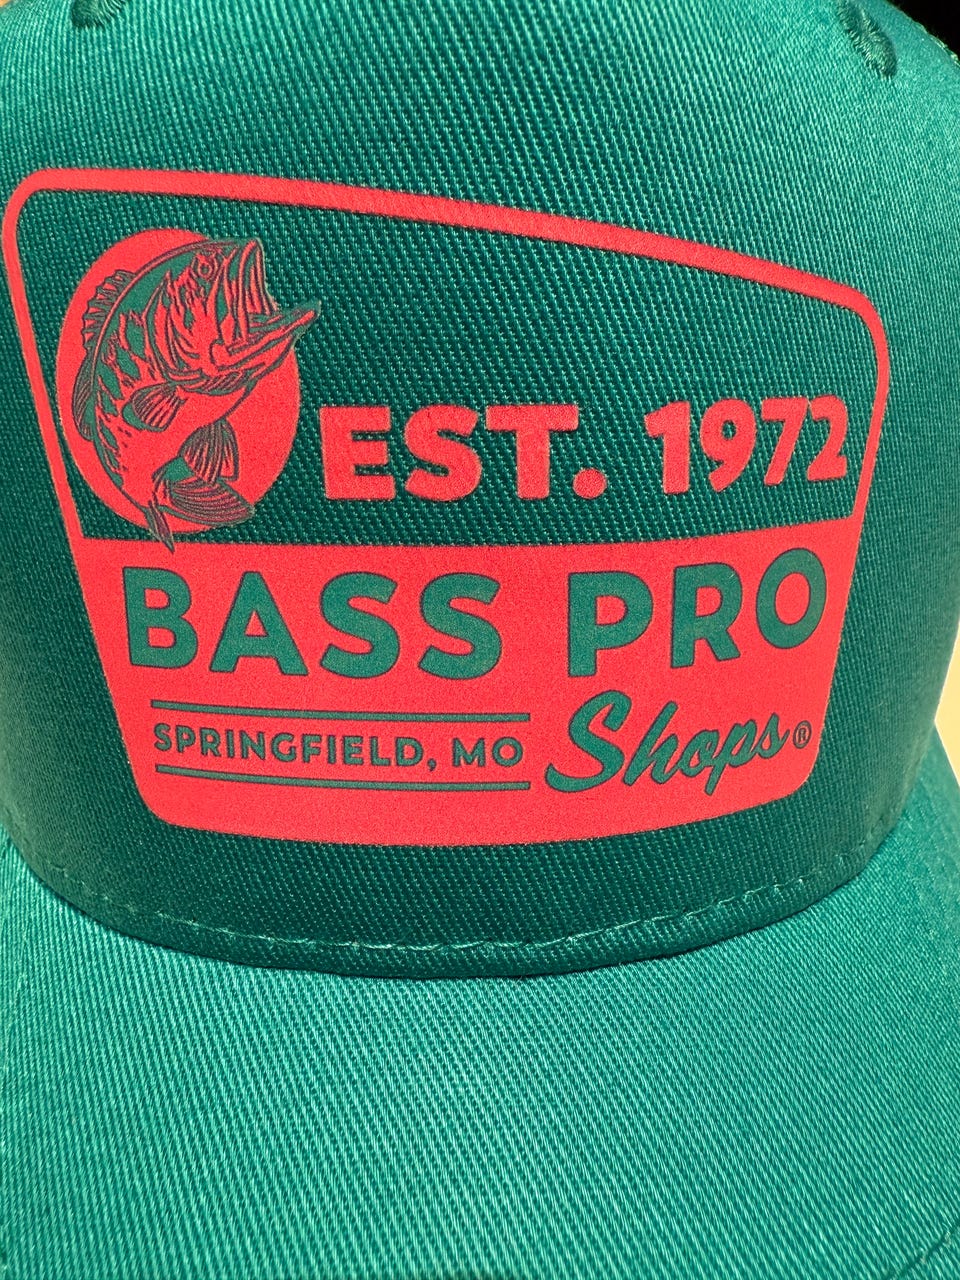 EST. 1972
BASS PRO
Shops®
SPRINGFIELD, MO